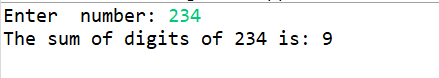 Enter  number: 234
The sum of digits of 234 is: 9